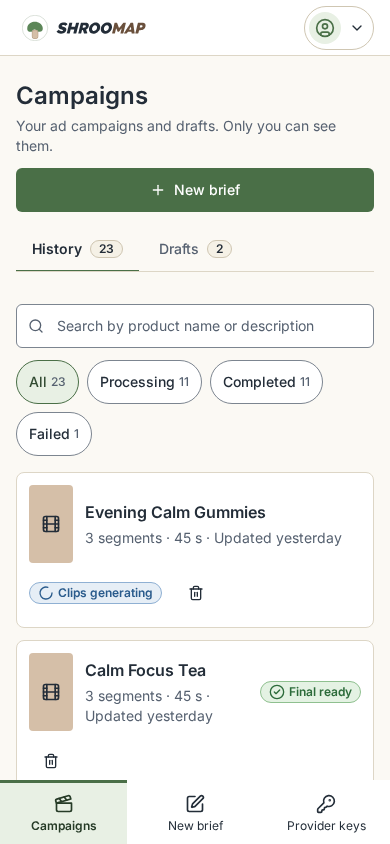 SHROOMAP
Campaigns
Your ad campaigns and drafts. Only you can see
them.
New brief
History 23 Drafts 2
Search by product name or description
All 23 Processing 11 Completed 11
Failed 1
Evening Calm Gummies
3 segments · 45 s · Updated yesterday
Clips generating
Calm Focus Tea
3 segments · 45 s ·
Updated yesterday
Final ready
Campaigns New brief Provider keys